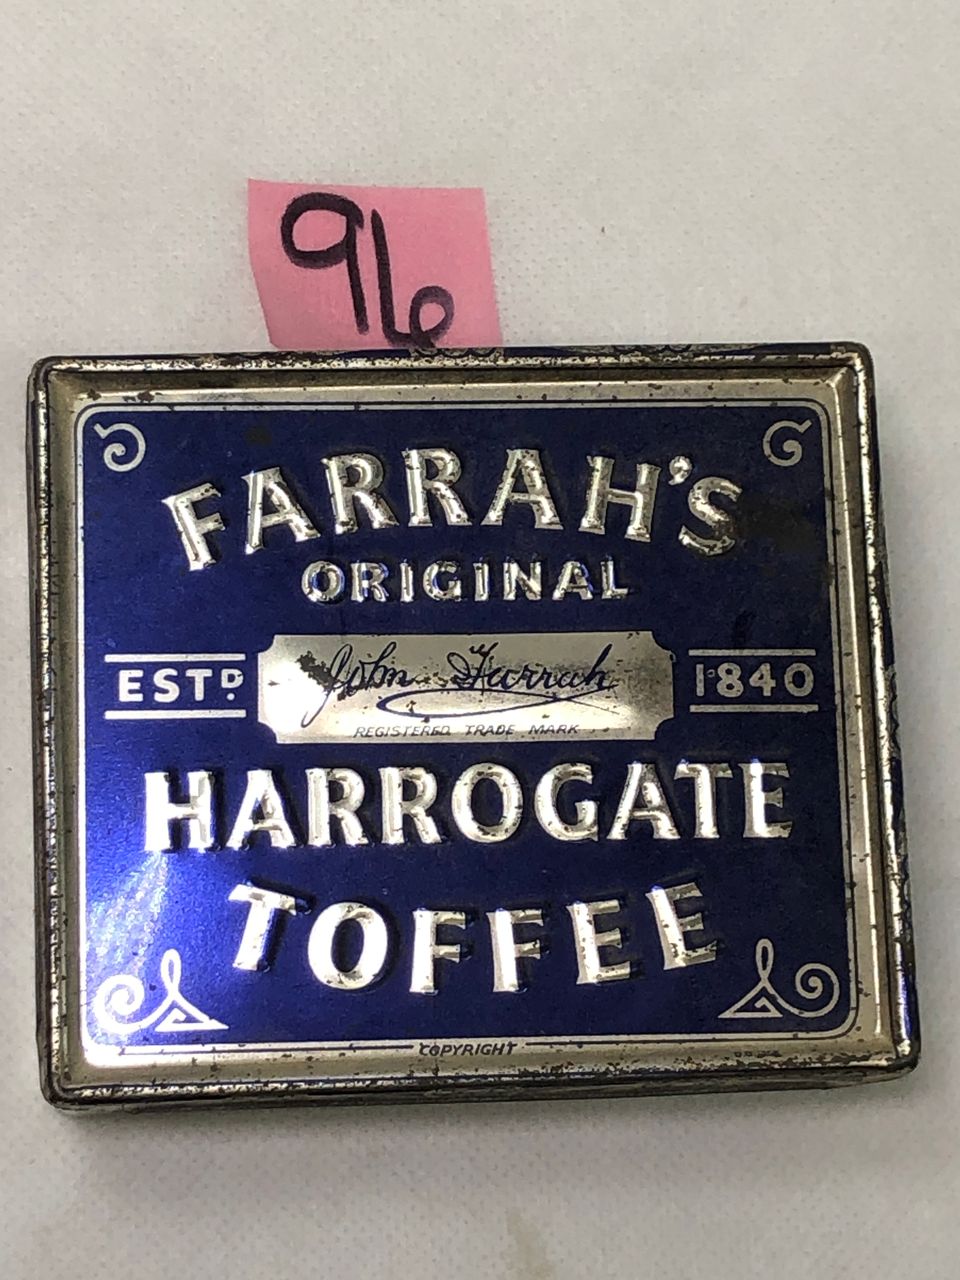 96
FARRAH'S
ORIGINAL
ESTD. John Farrah 1840
REGISTERED TRADE MARK
HARROGATE
TOFFEE
COPYRIGHT